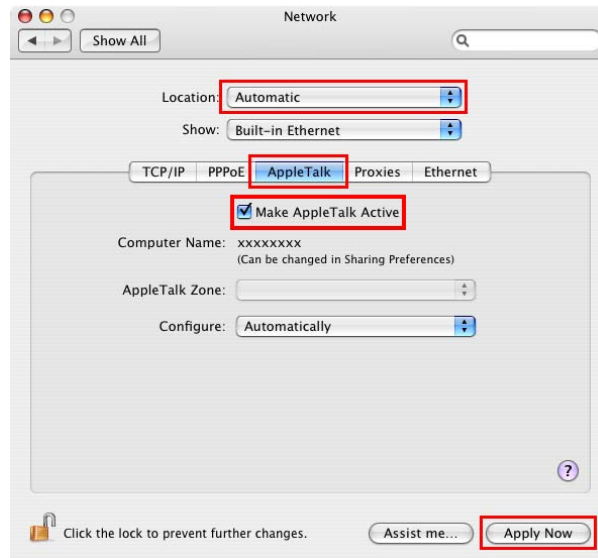 Network
Show All
Location: Automatic
Show: Built-in Ethernet
TCP/IP PPPoE AppleTalk Proxies Ethernet
Make AppleTalk Active
Computer Name: xxxxxxxx
(Can be changed in Sharing Preferences)
AppleTalk Zone:
Configure: Automatically
?
Click the lock to prevent further changes. Assist me... Apply Now